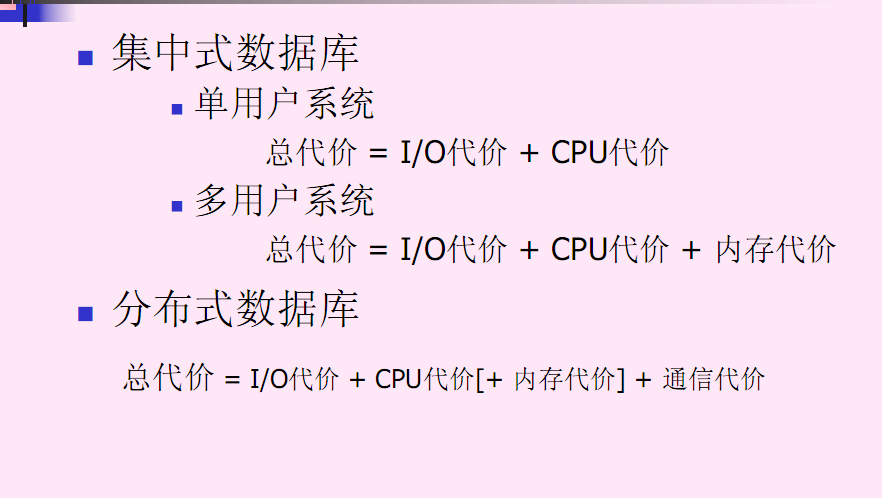 集中式数据库
单用户系统
总代价 = I/O代价 + CPU代价
多用户系统
总代价 = I/O代价 + CPU代价 + 内存代价
分布式数据库
总代价 = I/O代价 + CPU代价[+ 内存代价] + 通信代价